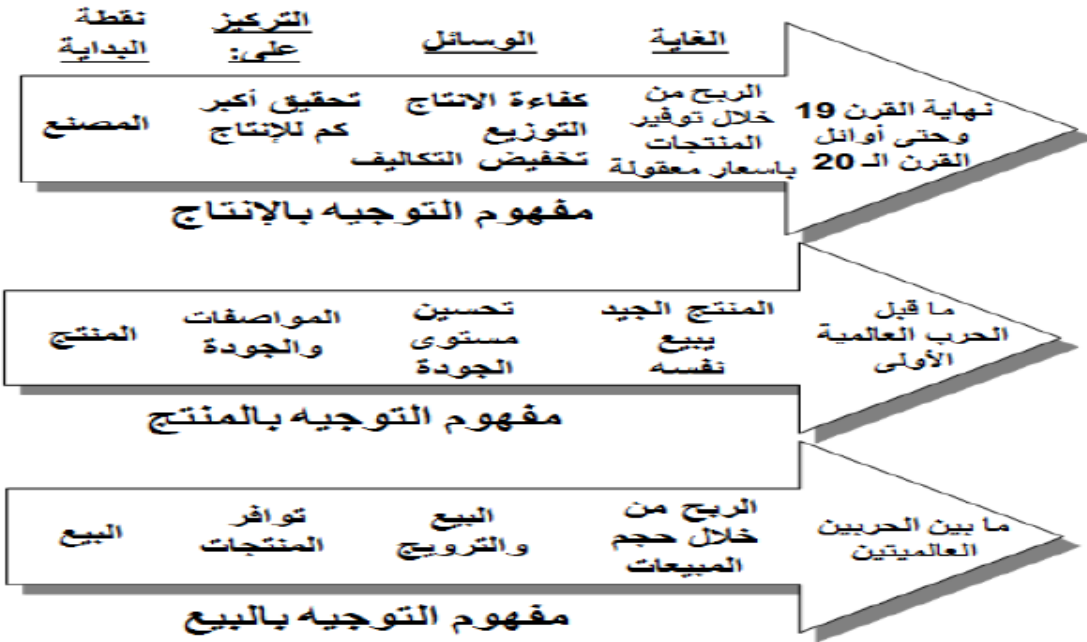 نقطة
البداية
التركيز
على:
الوسائل
الغاية
المصنع
تحقيق أكبر
كم للإنتاج
كفاءة الانتاج
التوزيع
تخفيض التكاليف
الربح من
خلال توفير
المنتجات
باسعار معقولة
نهاية القرن 19
وحتى أوائل
القرن الـ 20
مفهوم التوجيه بالإنتاج
المنتج
المواصفات
والجودة
تحسين
مستوى
الجودة
المنتج الجيد
يبيع
نفسه
ما قبل
الحرب العالمية
الأولى
مفهوم التوجيه بالمنتج
البيع
توافر
المنتجات
البيع
والترويج
الربح من
خلال حجم
المبيعات
ما بين الحربين
العالميتين
مفهوم التوجيه بالبيع